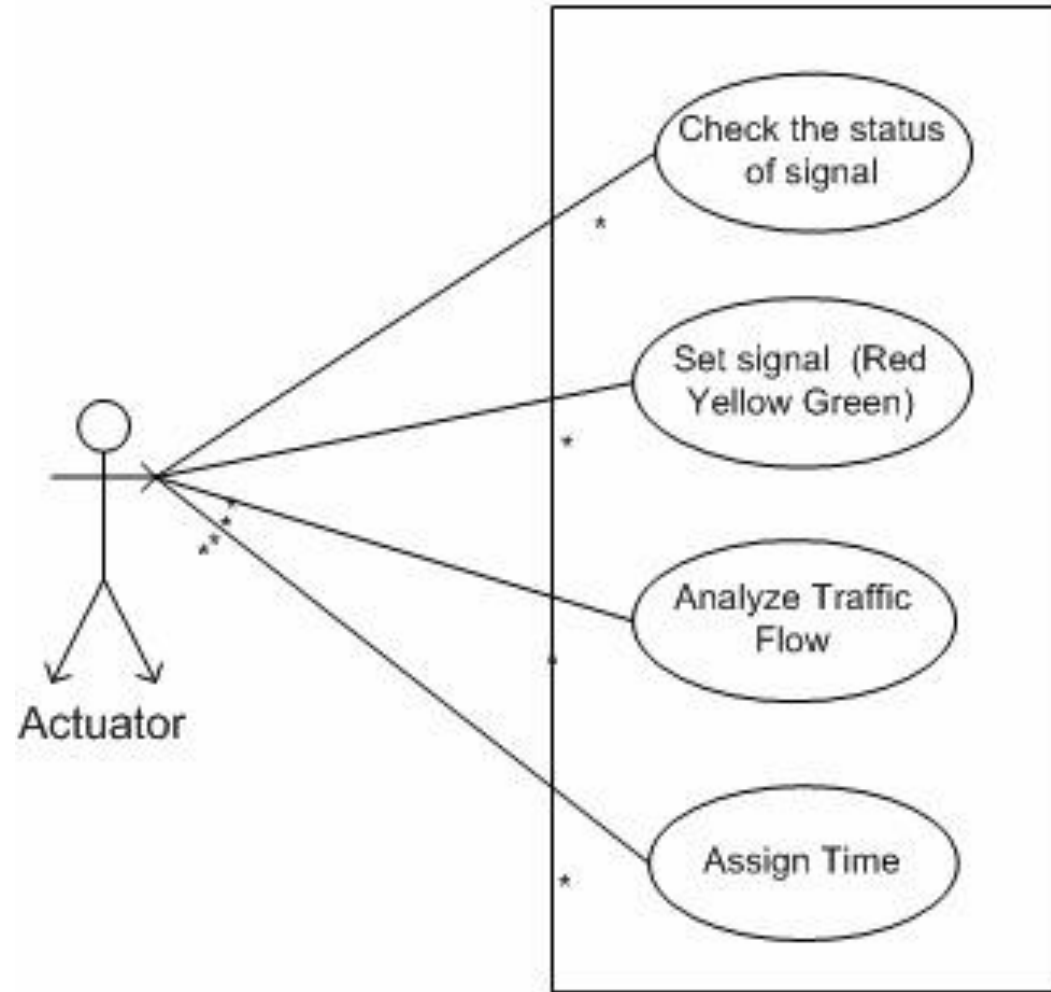 Check the status
of signal
*
Set signal (Red
Yellow Green)
*
* * * *
Analyze Traffic
Flow
*
Actuator
Assign Time
*